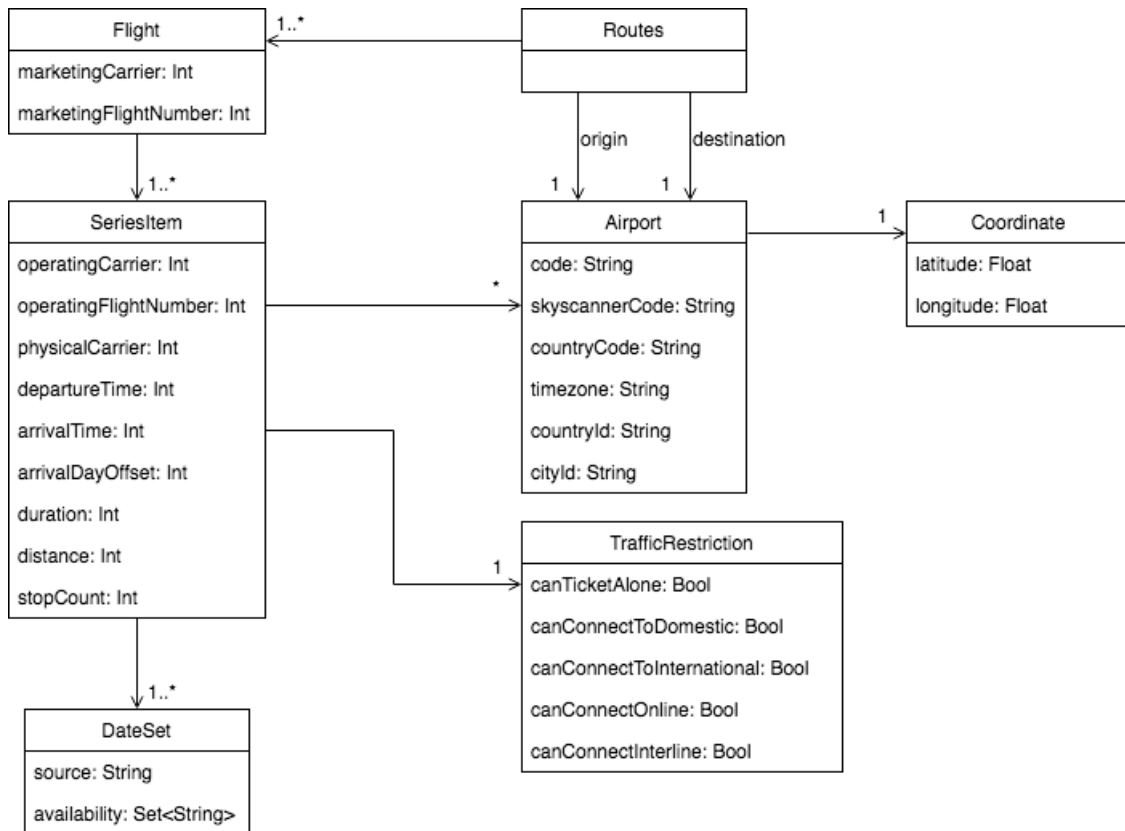 Flight
marketingCarrier: Int
marketingFlightNumber: Int
1..*
Routes
origin
destination
1..*
1
1
SeriesItem
operatingCarrier: Int
operatingFlightNumber: Int
physicalCarrier: Int
departureTime: Int
arrivalTime: Int
arrivalDayOffset: Int
duration: Int
distance: Int
stopCount: Int
*
Airport
code: String
skyscannerCode: String
countryCode: String
timezone: String
countryId: String
cityId: String
1
Coordinate
latitude: Float
longitude: Float
1
TrafficRestriction
canTicketAlone: Bool
canConnectToDomestic: Bool
canConnectToInternational: Bool
canConnectOnline: Bool
canConnectInterline: Bool
1..*
DateSet
source: String
availability: Set<String>